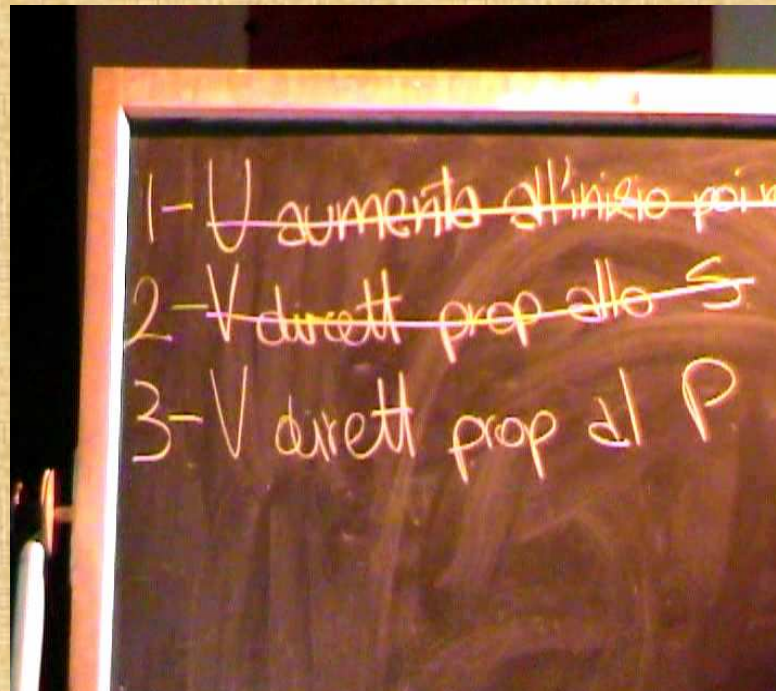 1- V aumenta all'inizio poi
2- V dirett prop allo S
3- V dirett prop al P